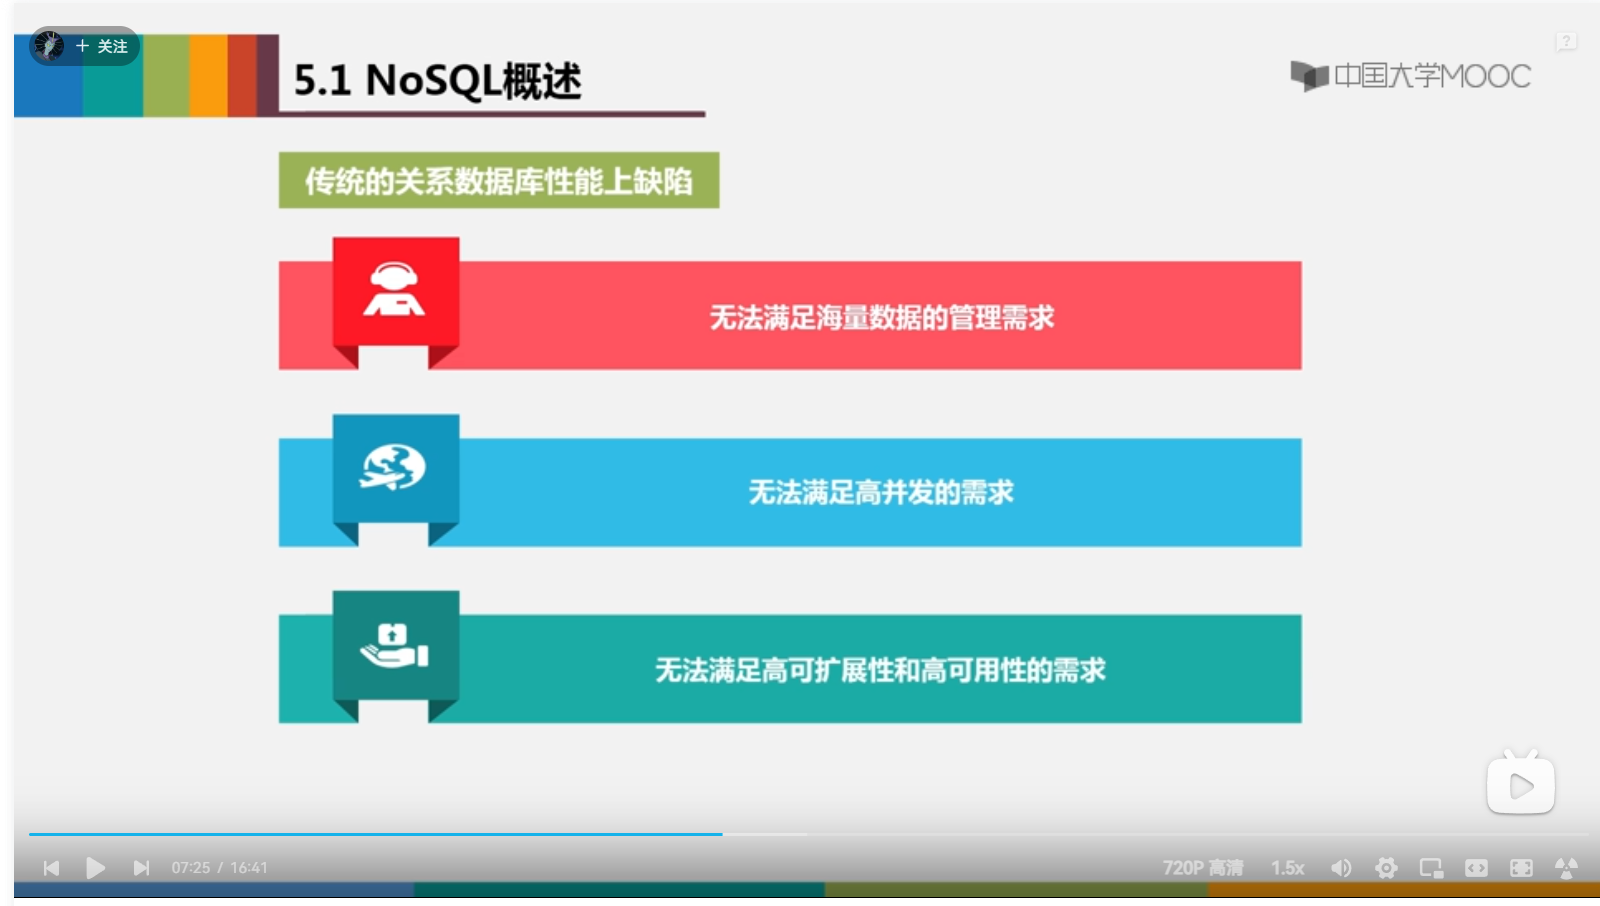 + 关注
5.1 NoSQL概述
中国大学MOOC
传统的关系数据库性能上缺陷
无法满足海量数据的管理需求
无法满足高并发的需求
无法满足高可扩展性和高可用性的需求
07:25 / 16:41
720P 高清
1.5x